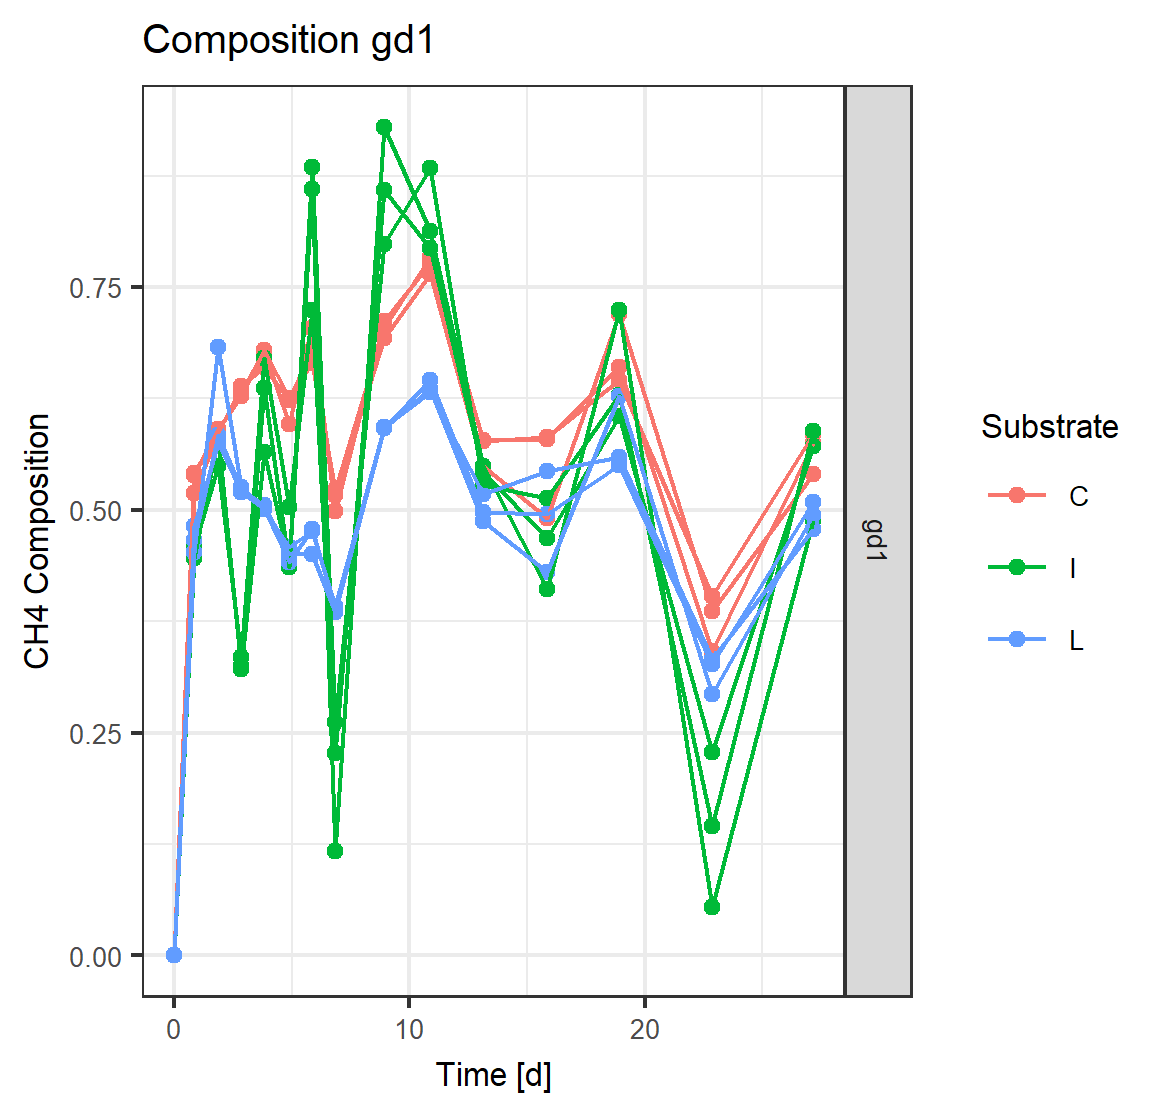 Composition gd1
CH4 Composition
0.75
0.50
0.25
0.00
0
10
20
Time [d]
gd1
Substrate
C
I
L